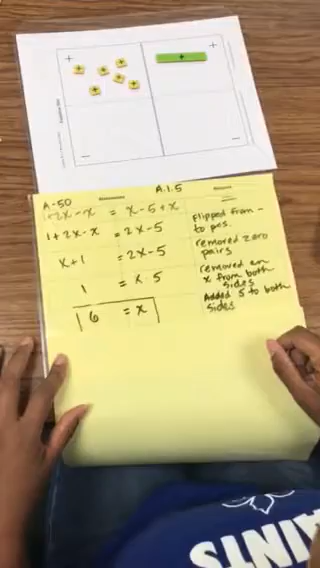 + +
+ + + + + + +
− −
A-50 A.1.5
1+2x-x = x-5+x
flipped from -
to pos.
1+2x-x = 2x-5
removed zero
pairs
x+1 = 2x-5
removed an
x from both
sides
1 = x-5
Added 5 to both
sides
6 = x
SAINTS